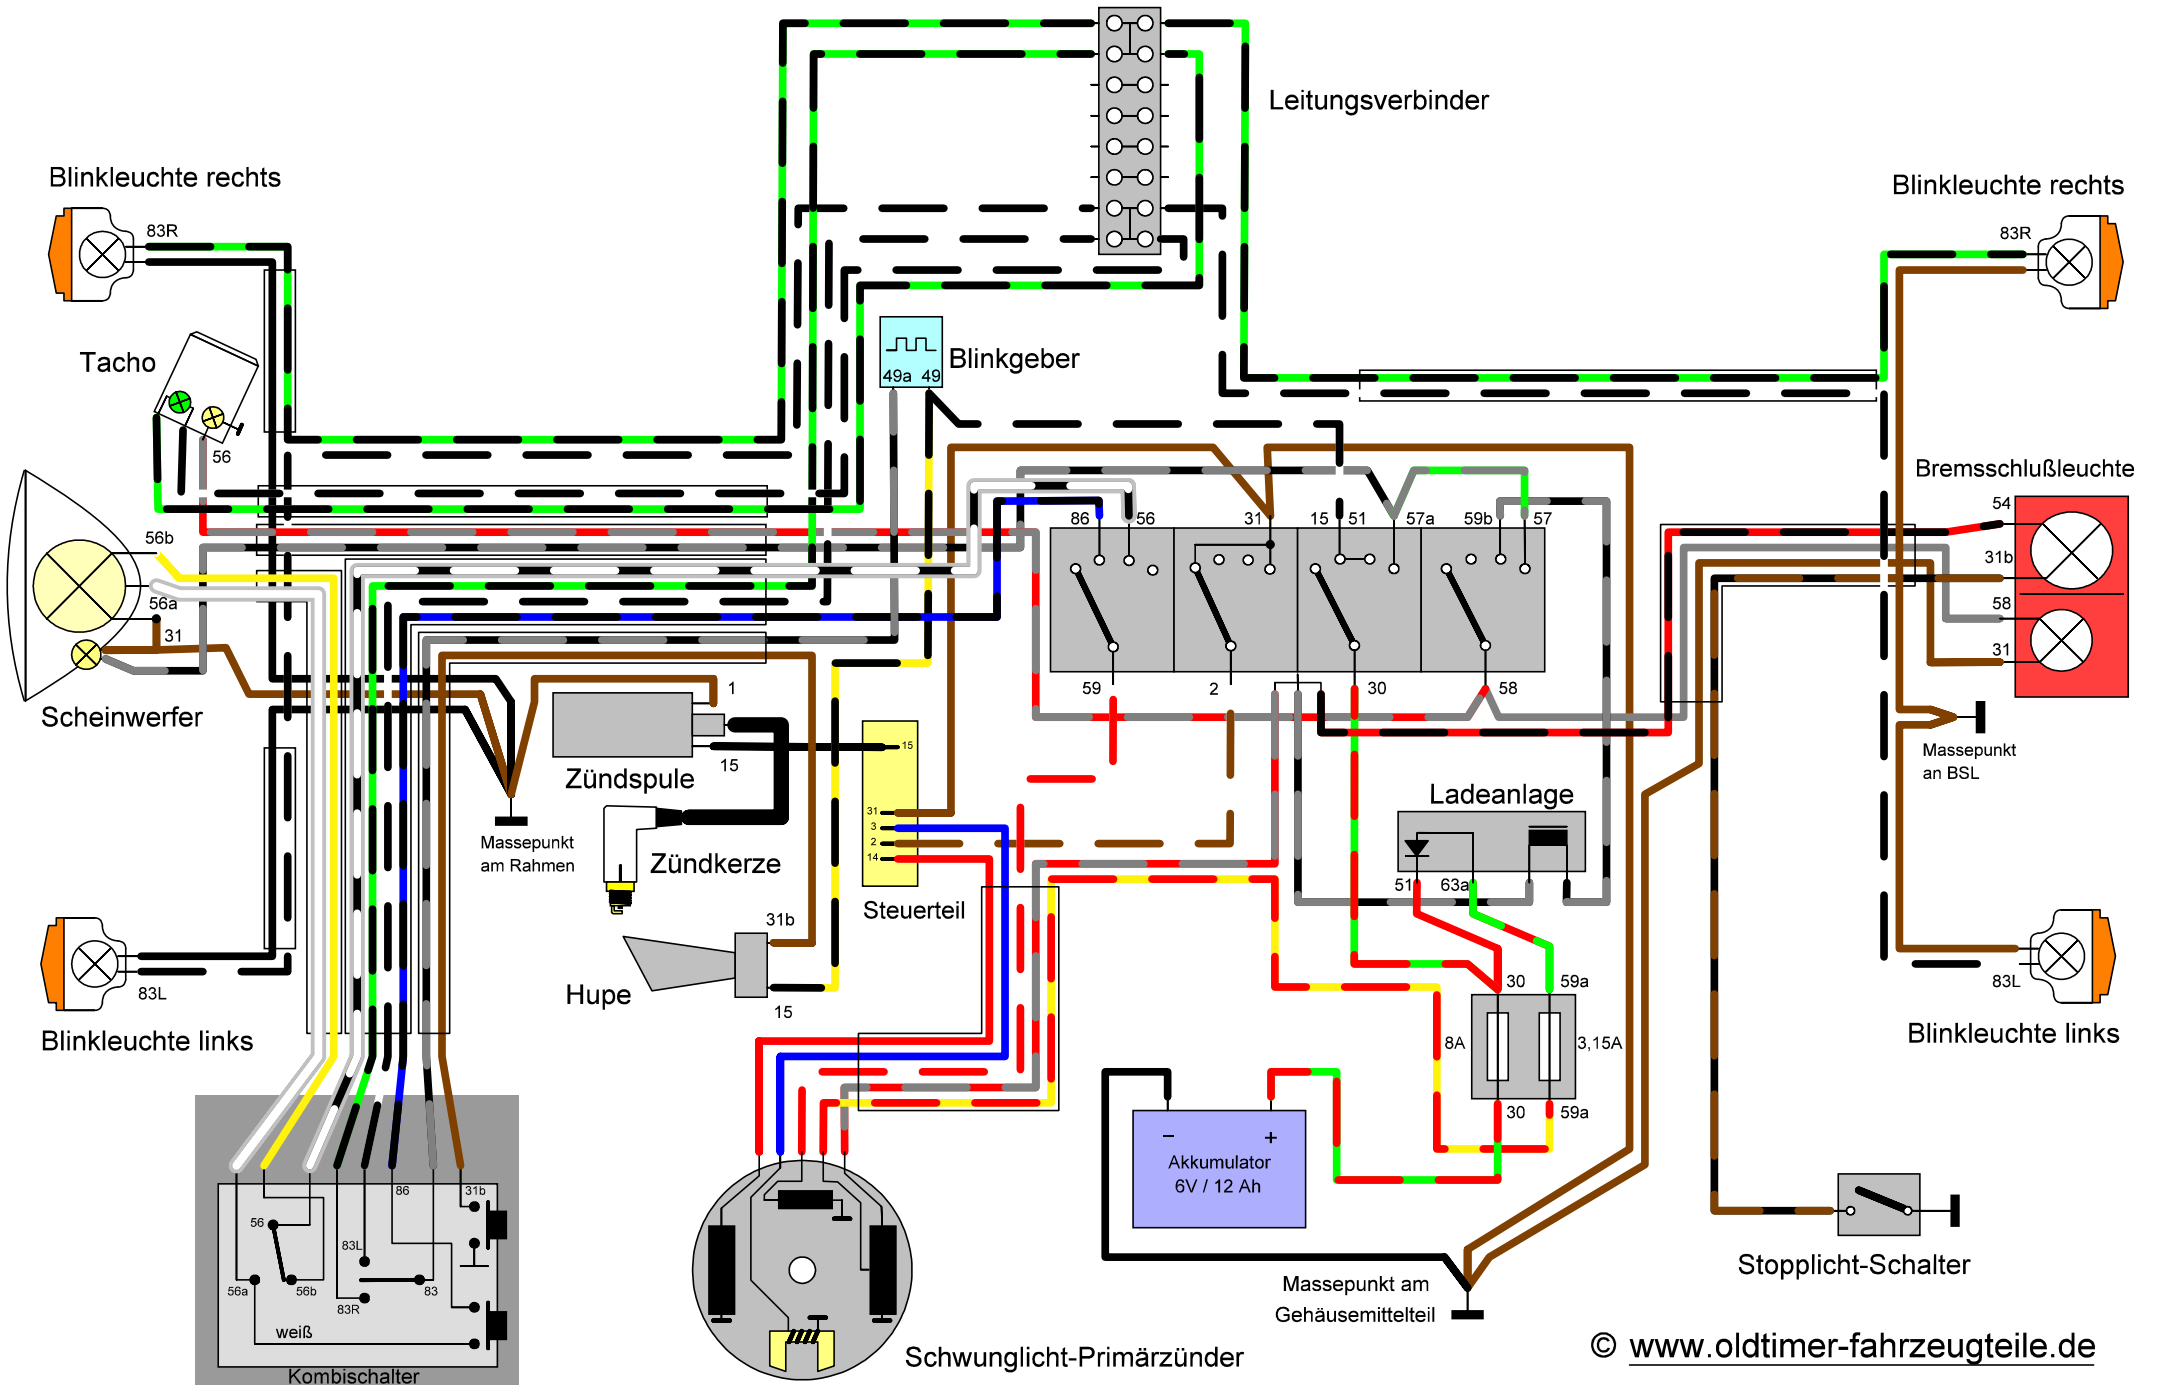 Leitungsverbinder
Blinkleuchte rechts
83R
Blinkleuchte rechts
83R
Tacho
56
Blinkgeber
49a 49
Bremsschlußleuchte
54
31b
58
31
56b
56a
31
Scheinwerfer
86 56 31 15 51 57a 59b 57
59 2 30 58
1
15
Zündspule
15
31
3
2
14
Steuerteil
Massepunkt
am Rahmen
Zündkerze
Massepunkt
an BSL
Ladeanlage
51 63a
31b
15
Hupe
83L
Blinkleuchte links
30 59a
8A 3,15A
30 59a
83L
Blinkleuchte links
− +
Akkumulator
6V / 12 Ah
86
31b
56
83L
56a 56b
83
83R
weiß
Kombischalter
Stopplicht-Schalter
Massepunkt am
Gehäusemittelteil
Schwunglicht-Primärzünder
© www.oldtimer-fahrzeugteile.de